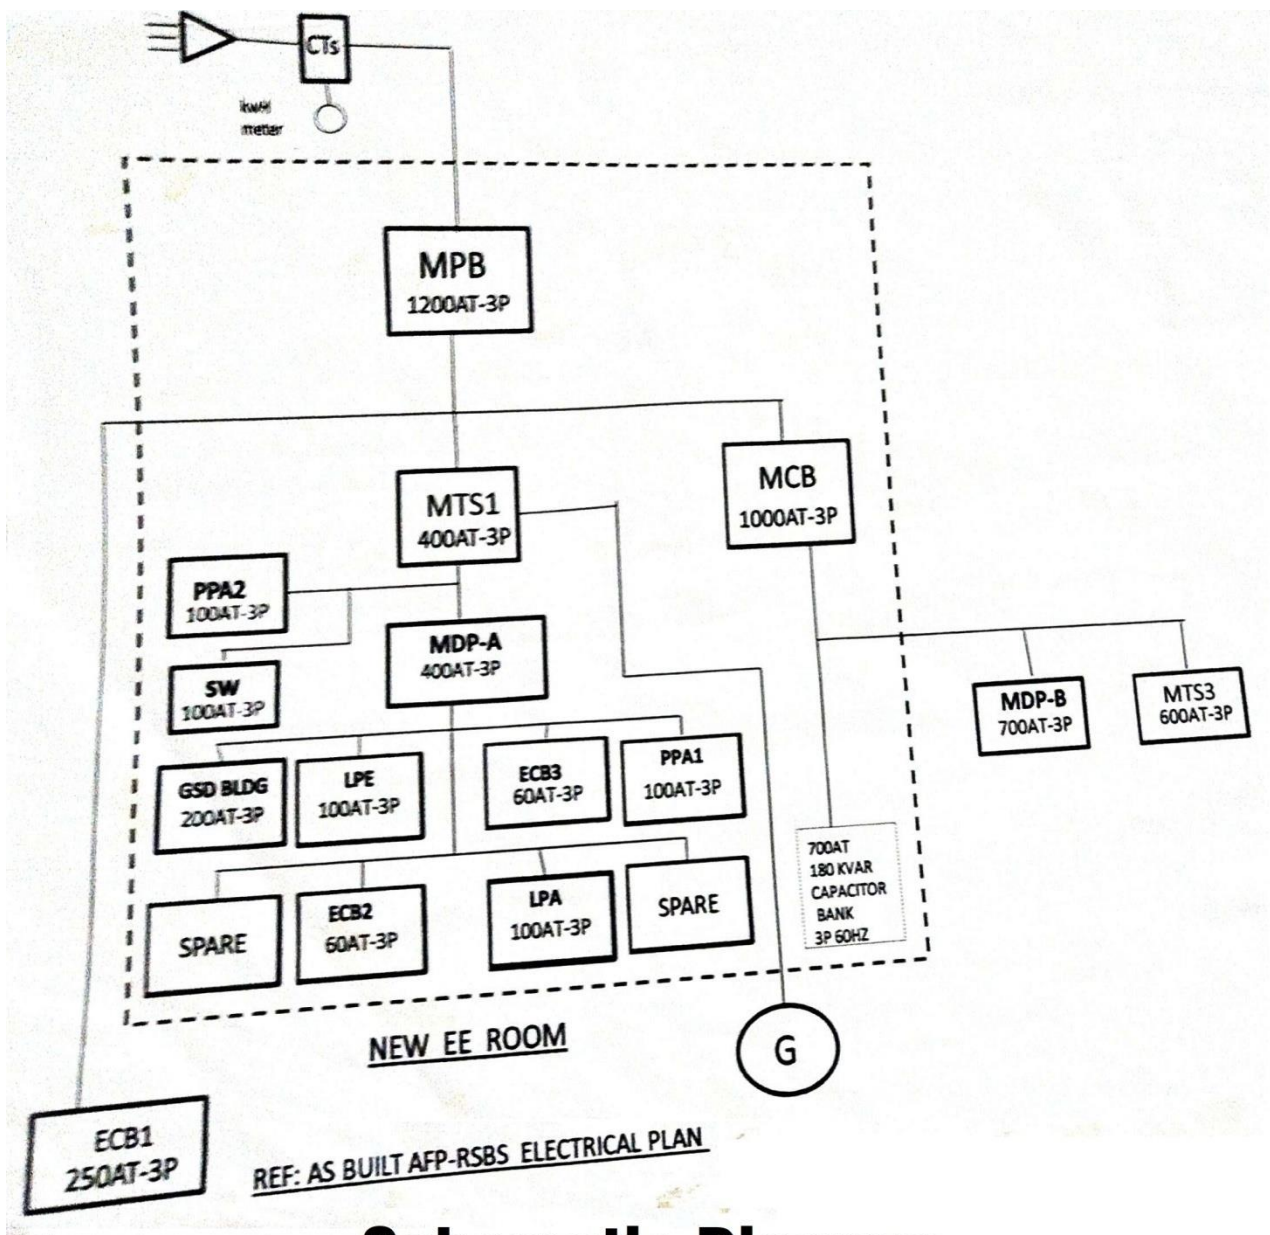 CTs
kwH
meter
MPB
1200AT-3P
MTS1
400AT-3P
MCB
1000AT-3P
PPA2
100AT-3P
MDP-A
400AT-3P
SW
100AT-3P
MDP-B
700AT-3P
MTS3
600AT-3P
GSD BLDG
200AT-3P
LPE
100AT-3P
ECB3
60AT-3P
PPA1
100AT-3P
700AT
180 KVAR
CAPACITOR
BANK
3P 60HZ
SPARE
ECB2
60AT-3P
LPA
100AT-3P
SPARE
NEW EE ROOM
G
ECB1
250AT-3P
REF: AS BUILT AFP-RSBS ELECTRICAL PLAN